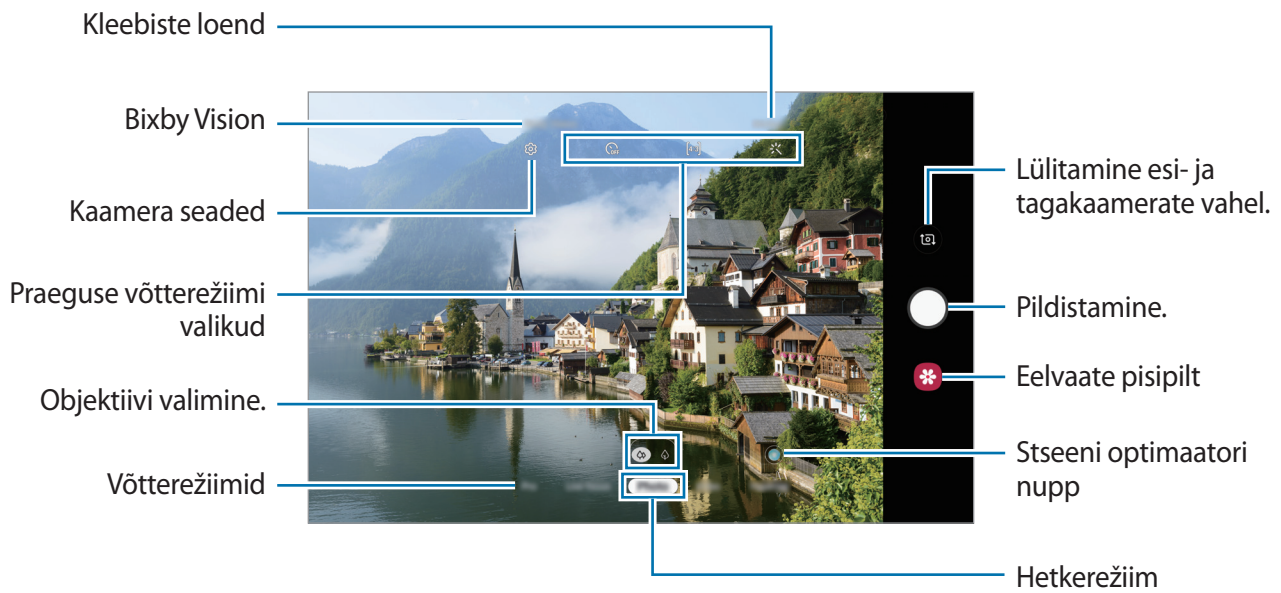 Kleebiste loend
Bixby Vision
Kaamera seaded
Praeguse võtterežiimi
valikud
Objektiivi valimine.
Võtterežiimid
Lülitamine esi- ja
tagakaamerate vahel.
Pildistamine.
Eelvaate pisipilt
Stseeni optimaatori
nupp
Hetkerežiim